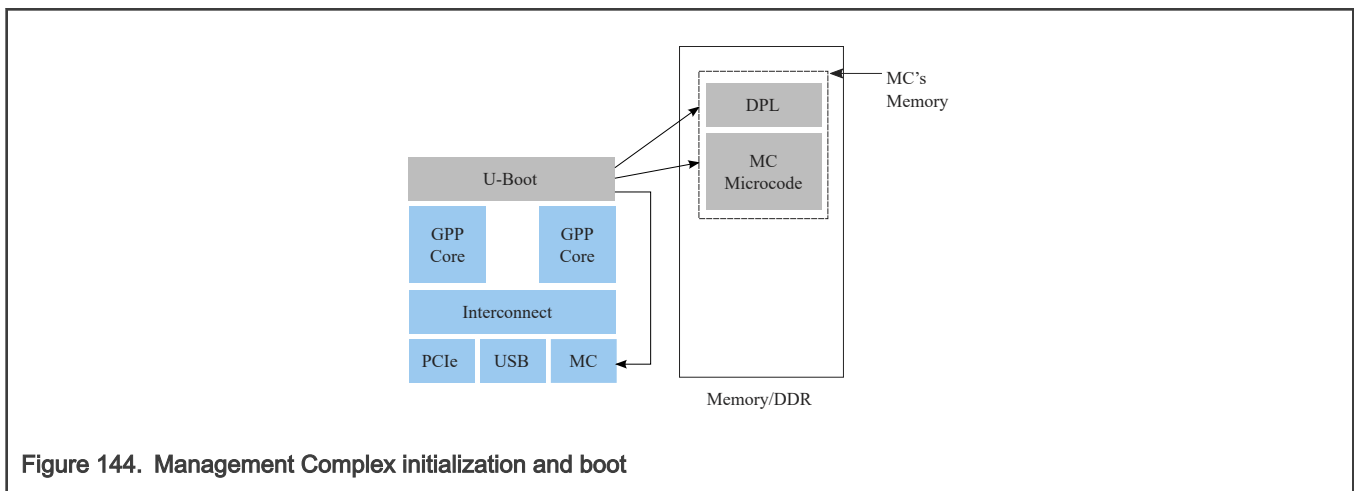 MC's
Memory
DPL
MC
Microcode
U-Boot
GPP
Core
GPP
Core
Interconnect
PCIe
USB
MC
Memory/DDR
Figure 144. Management Complex initialization and boot